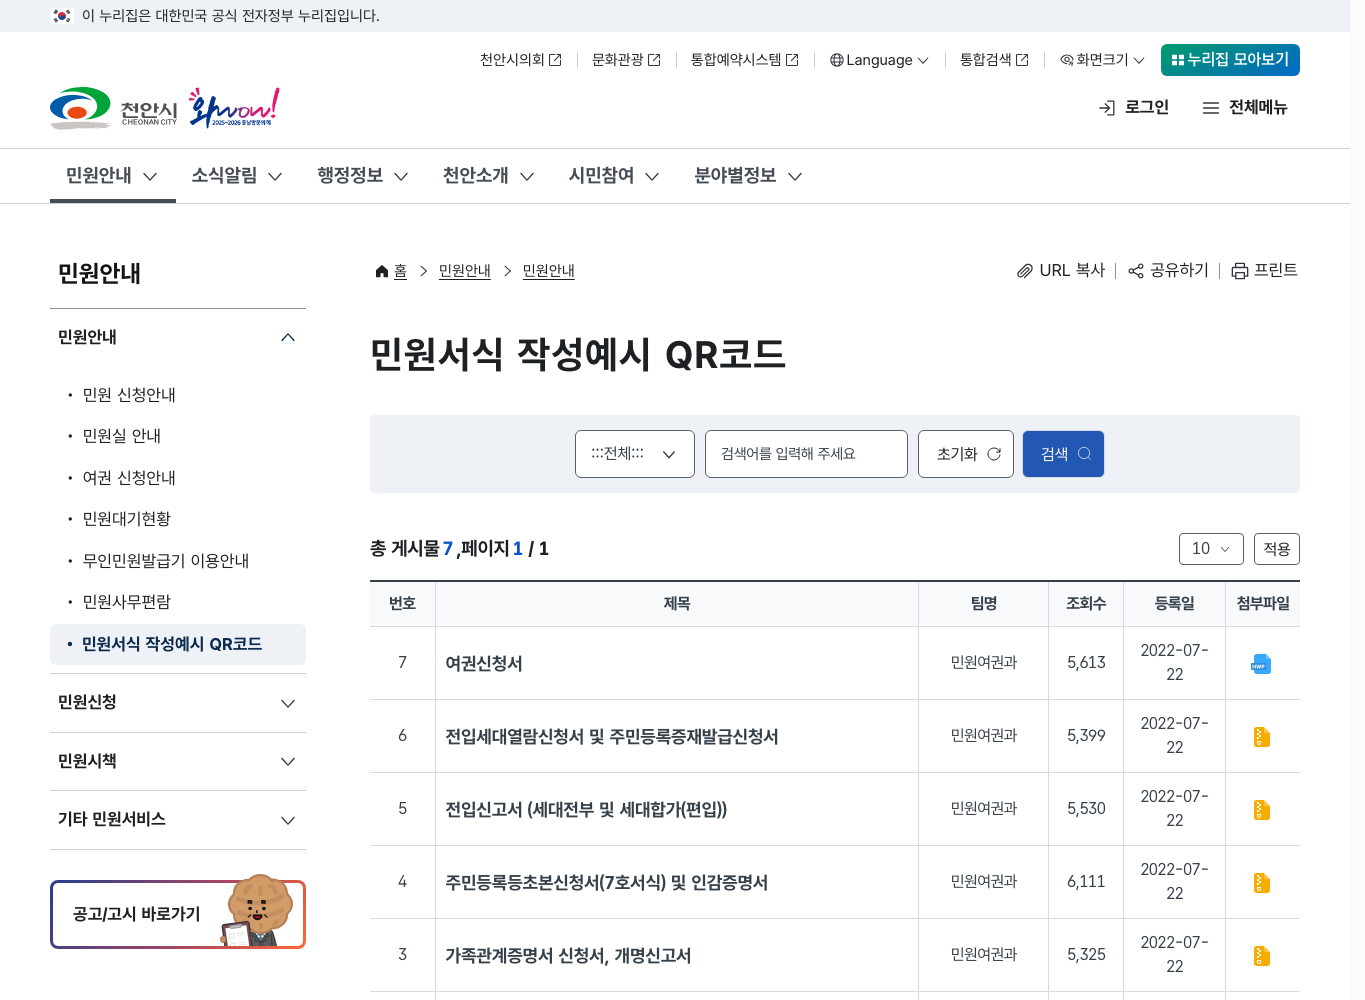 이 누리집은 대한민국 공식 전자정부 누리집입니다.
천안시의회 문화관광 통합예약시스템 Language 통합검색 화면크기 누리집 모아보기
천안시 CHEONAN CITY 와won! 2025-2026 충남방문의해
로그인 전체메뉴
민원안내 소식알림 행정정보 천안소개 시민참여 분야별정보
민원안내
홈 민원안내 민원안내
URL 복사 공유하기 프린트
민원안내
민원 신청안내
민원실 안내
여권 신청안내
민원대기현황
무인민원발급기 이용안내
민원사무편람
민원서식 작성예시 QR코드
민원신청
민원시책
기타 민원서비스
공고/고시 바로가기
민원서식 작성예시 QR코드
:::전체::: 검색어를 입력해 주세요 초기화 검색
총 게시물 7 ,페이지 1 / 1
10 적용
번호 제목 팀명 조회수 등록일 첨부파일
7 여권신청서 민원여권과 5,613 2022-07-22 HWP
6 전입세대열람신청서 및 주민등록증재발급신청서 민원여권과 5,399 2022-07-22
5 전입신고서 (세대전부 및 세대합가(편입)) 민원여권과 5,530 2022-07-22
4 주민등록등초본신청서(7호서식) 및 인감증명서 민원여권과 6,111 2022-07-22
3 가족관계증명서 신청서, 개명신고서 민원여권과 5,325 2022-07-22